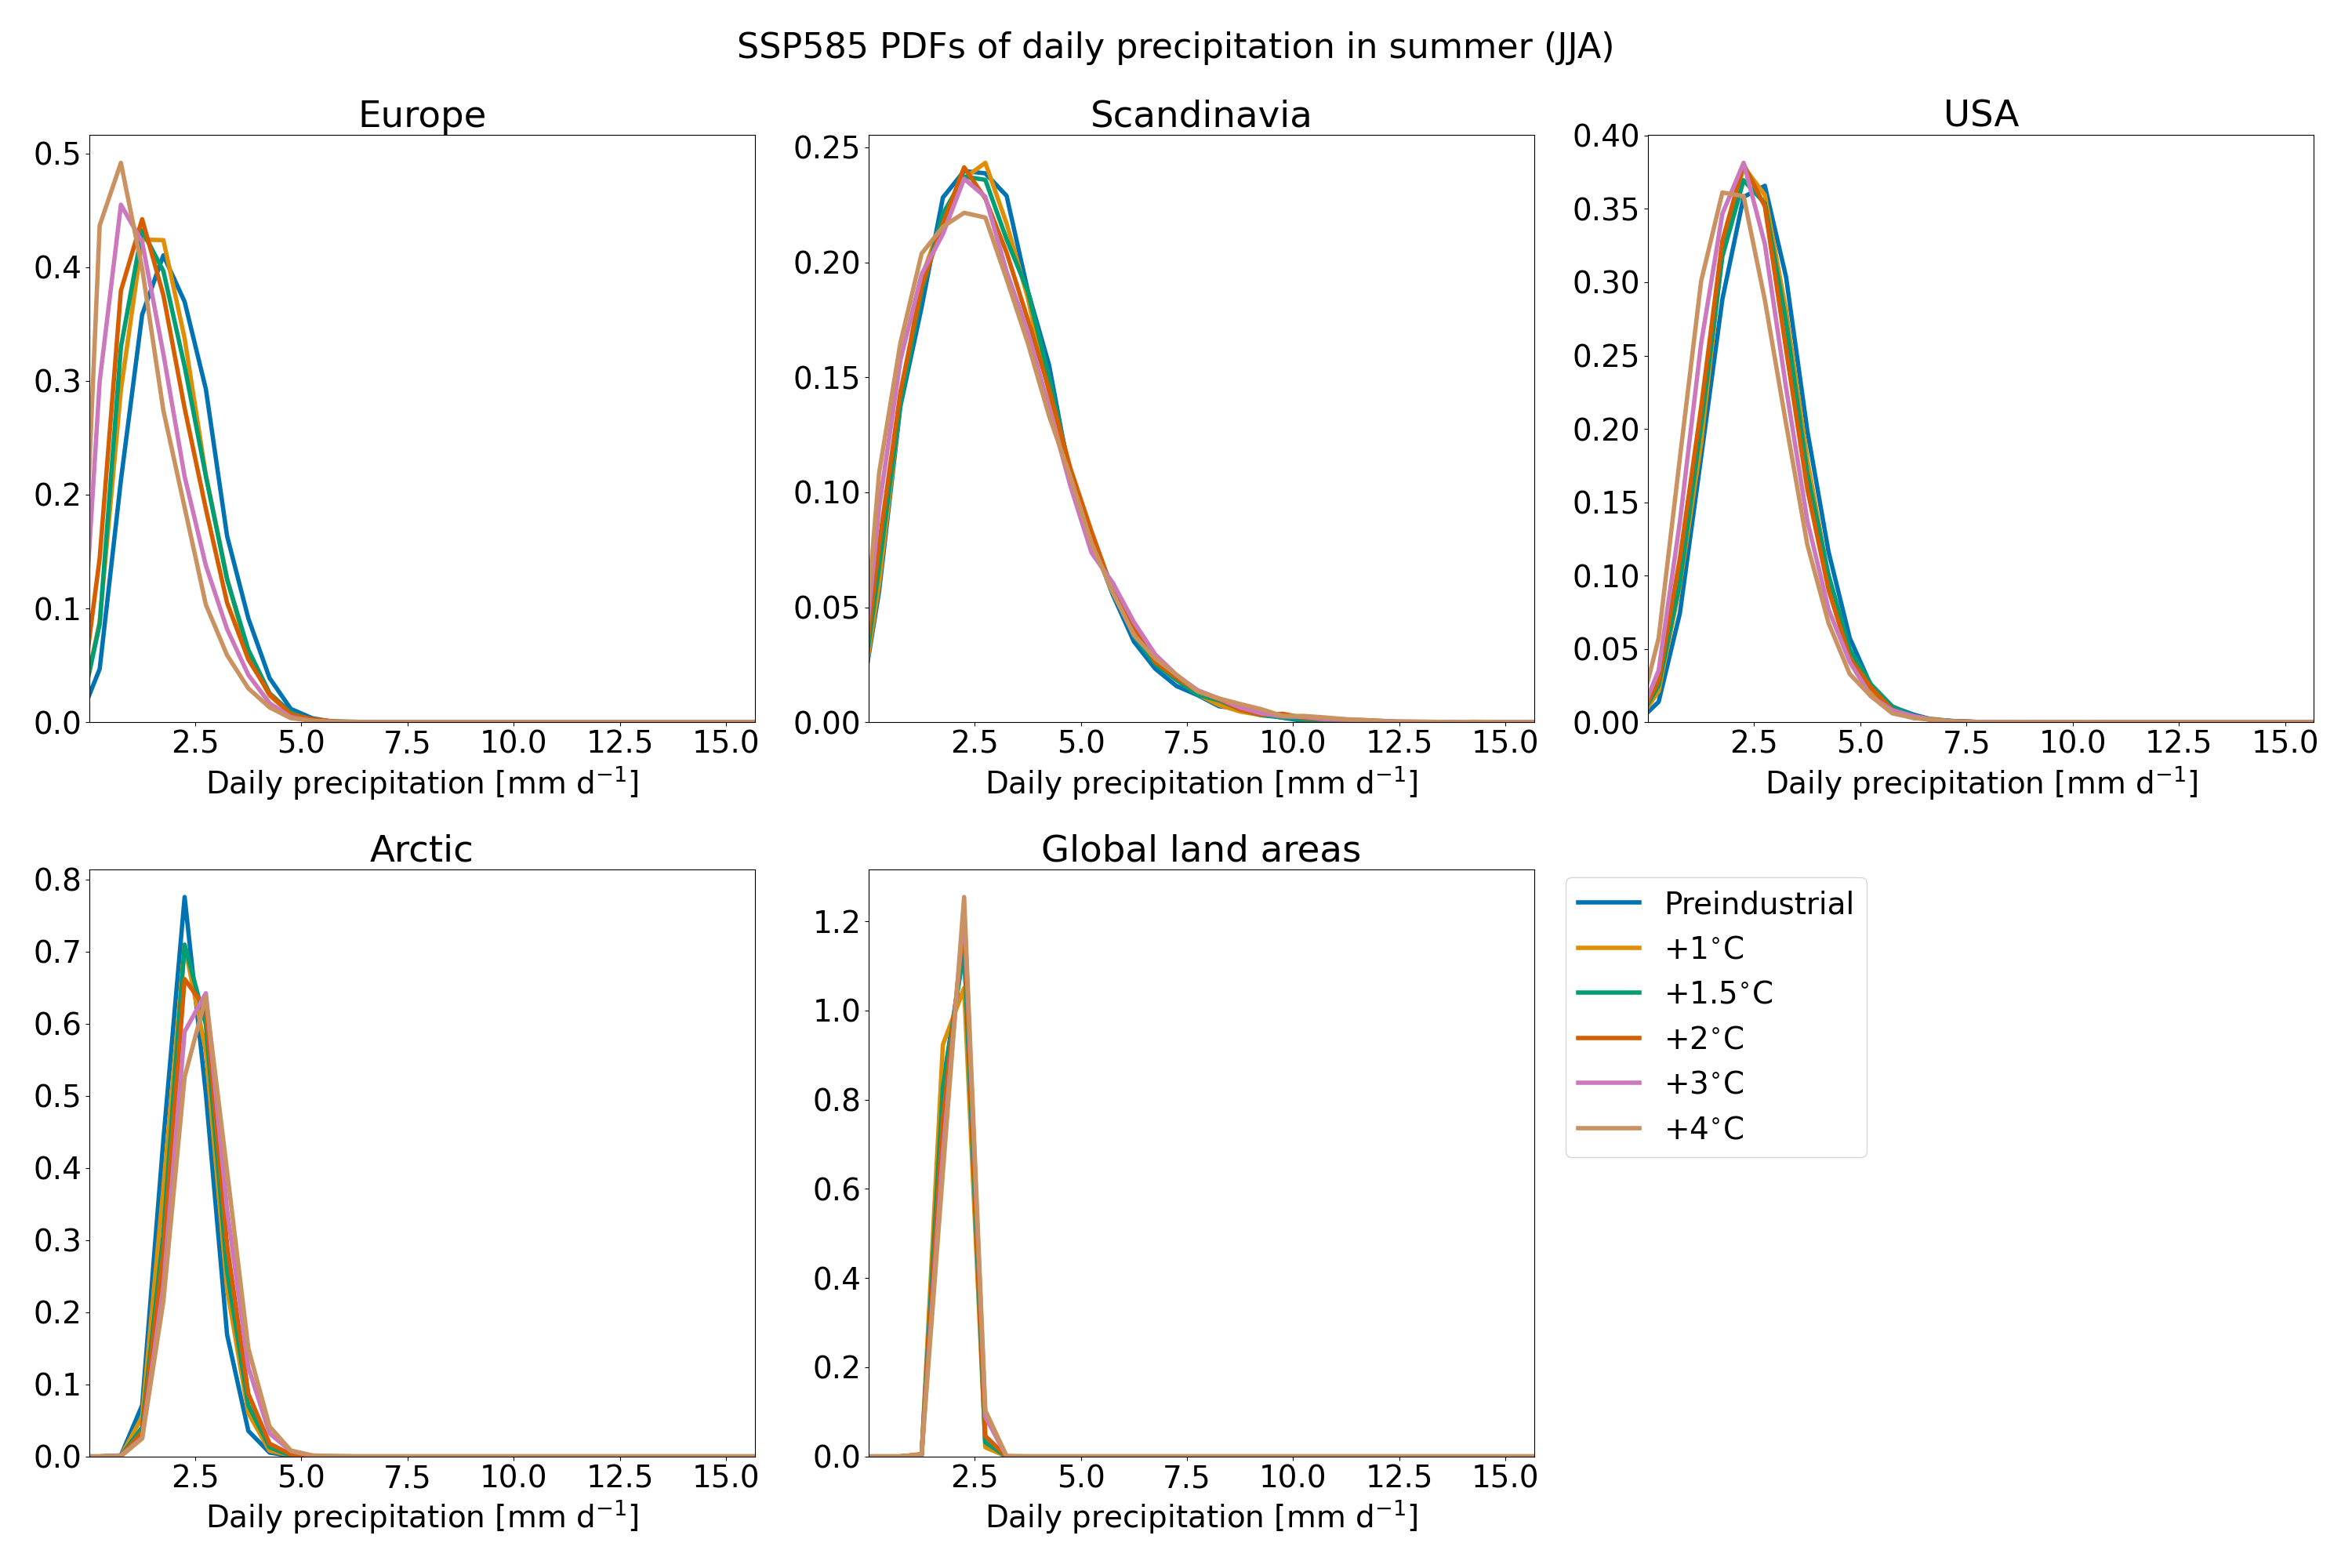 SSP585 PDFs of daily precipitation in summer (JJA)
Europe
0.5
0.4
0.3
0.2
0.1
0.0
2.5 5.0 7.5 10.0 12.5 15.0
Daily precipitation [mm d⁻¹]
Scandinavia
0.25
0.20
0.15
0.10
0.05
0.00
2.5 5.0 7.5 10.0 12.5 15.0
Daily precipitation [mm d⁻¹]
USA
0.40
0.35
0.30
0.25
0.20
0.15
0.10
0.05
0.00
2.5 5.0 7.5 10.0 12.5 15.0
Daily precipitation [mm d⁻¹]
Arctic
0.8
0.7
0.6
0.5
0.4
0.3
0.2
0.1
0.0
2.5 5.0 7.5 10.0 12.5 15.0
Daily precipitation [mm d⁻¹]
Global land areas
1.2
1.0
0.8
0.6
0.4
0.2
0.0
2.5 5.0 7.5 10.0 12.5 15.0
Daily precipitation [mm d⁻¹]
Preindustrial
+1°C
+1.5°C
+2°C
+3°C
+4°C